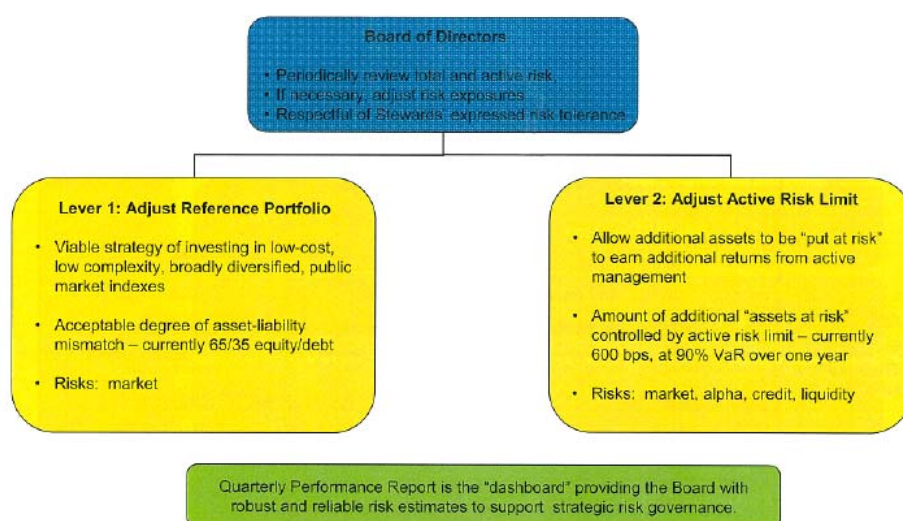 Board of Directors
• Periodically review total and active risk.
• If necessary, adjust risk exposures
• Respectful of Stewards' expressed risk tolerance
Lever 1: Adjust Reference Portfolio
• Viable strategy of investing in low-cost,
low complexity, broadly diversified, public
market indexes
• Acceptable degree of asset-liability
mismatch – currently 65/35 equity/debt
• Risks: market
Lever 2: Adjust Active Risk Limit
• Allow additional assets to be “put at risk”
to earn additional returns from active
management
• Amount of additional “assets at risk”
controlled by active risk limit – currently
600 bps, at 90% VaR over one year
• Risks: market, alpha, credit, liquidity
Quarterly Performance Report is the “dashboard” providing the Board with
robust and reliable risk estimates to support strategic risk governance.